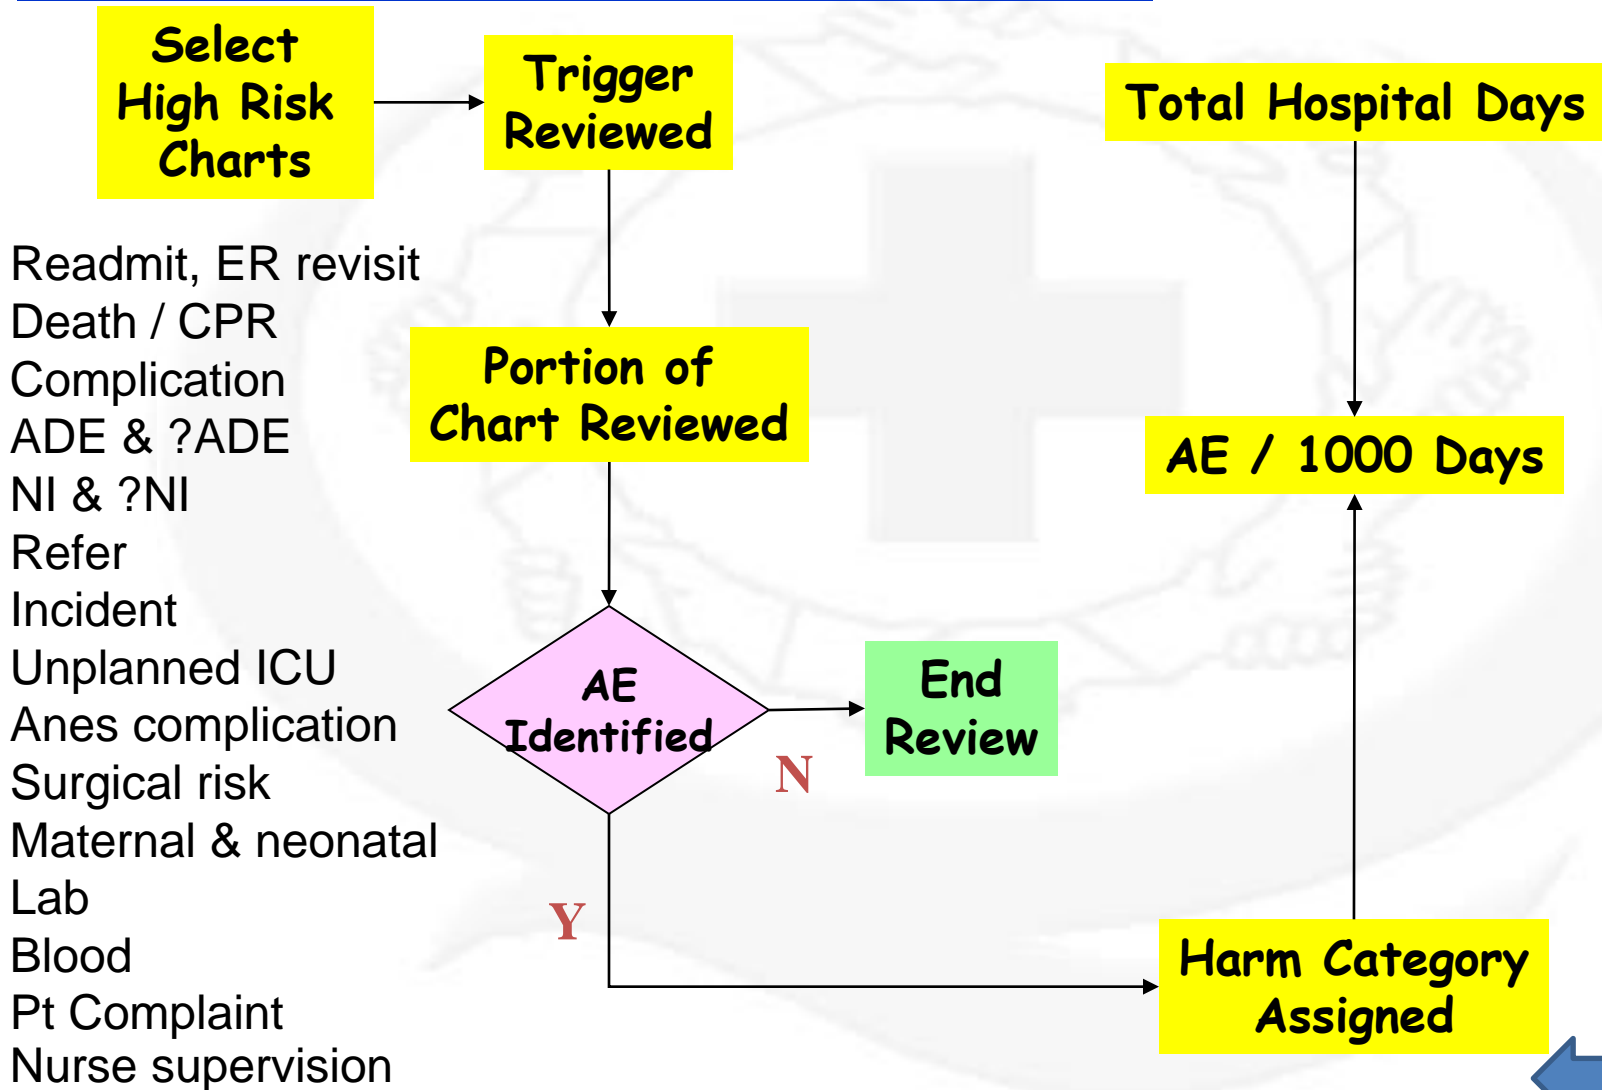 Select
High Risk
Charts
Trigger
Reviewed
Total Hospital Days
Readmit, ER revisit
Death / CPR
Complication
ADE & ?ADE
NI & ?NI
Refer
Incident
Unplanned ICU
Anes complication
Surgical risk
Maternal & neonatal
Lab
Blood
Pt Complaint
Nurse supervision
Portion of
Chart Reviewed
AE / 1000 Days
AE
Identified
N
End
Review
Y
Harm Category
Assigned